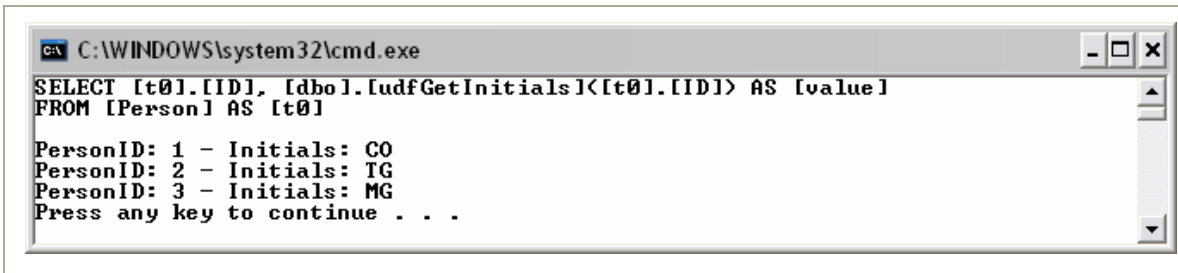 C:\WINDOWS\system32\cmd.exe
SELECT [t0].[ID], [dbo].[udfGetInitials]([t0].[ID]) AS [value]
FROM [Person] AS [t0]
PersonID: 1 - Initials: CO
PersonID: 2 - Initials: TG
PersonID: 3 - Initials: MG
Press any key to continue . . .